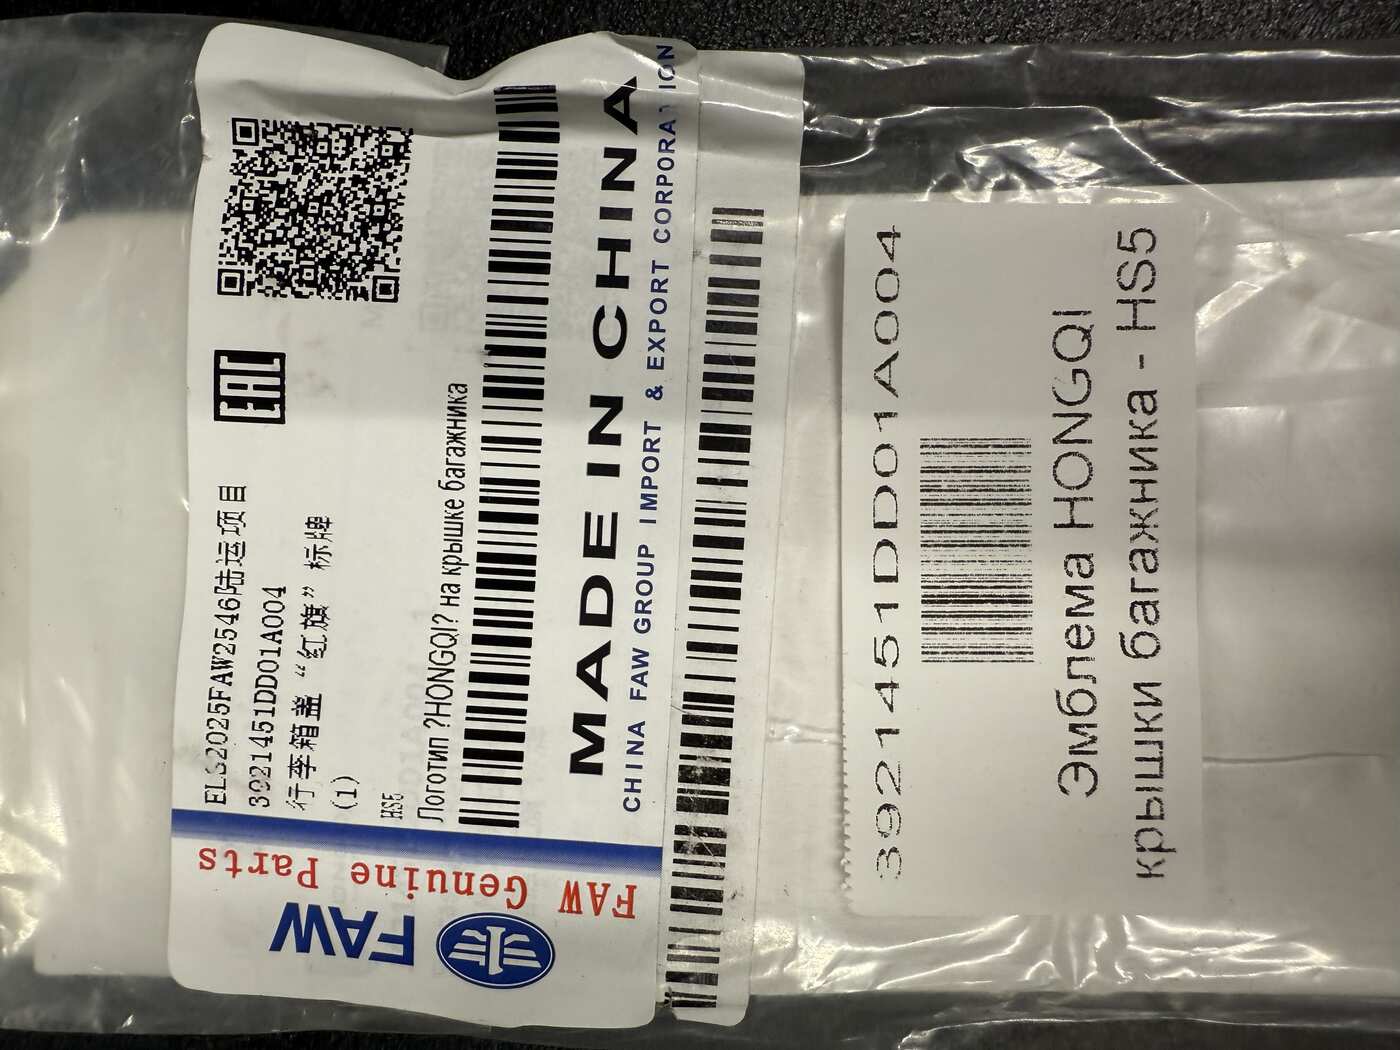 FAW
FAW Genuine Parts
ELS2025FAW2546陆运项目
3921451DD01A004
行李箱盖“红旗”标牌
(1)
HS5
Логотип ?HONGQI? на крышке багажника
EAC
MADE IN CHINA
CHINA FAW GROUP IMPORT & EXPORT CORPORATION
3921451DD01A004
Эмблема HONGQI
крышки багажника - HS5